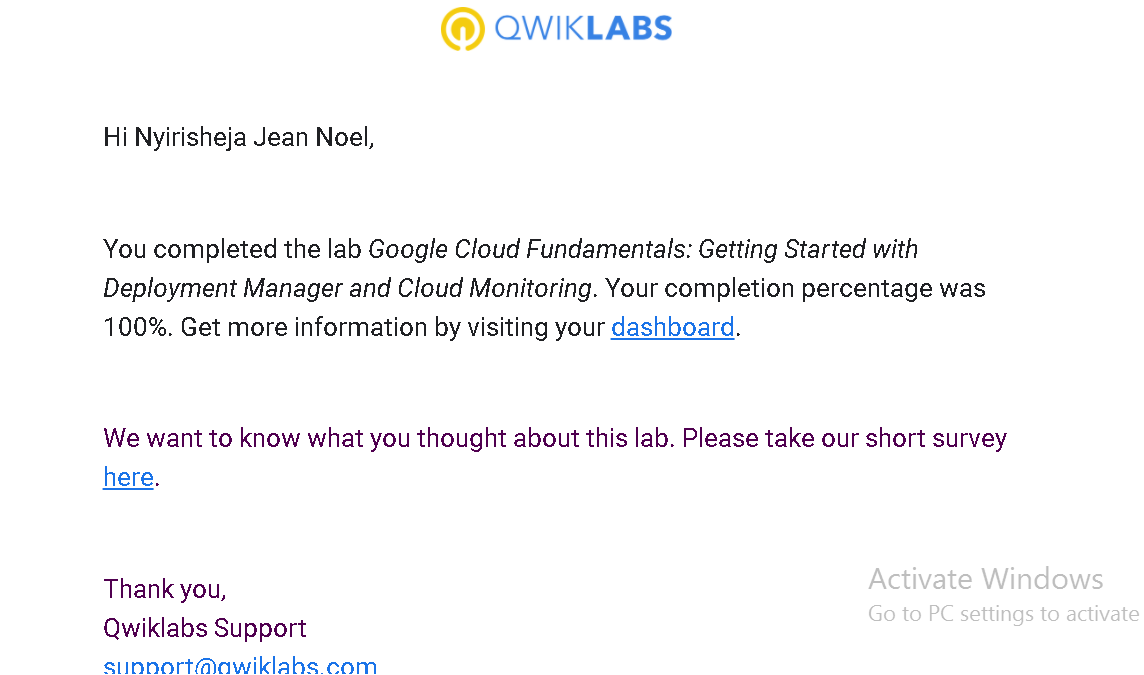 QWIKLABS
Hi Nyirisheja Jean Noel,
You completed the lab Google Cloud Fundamentals: Getting Started with
Deployment Manager and Cloud Monitoring. Your completion percentage was
100%. Get more information by visiting your dashboard.
We want to know what you thought about this lab. Please take our short survey
here.
Thank you,
Qwiklabs Support
support@qwiklabs.com
Activate Windows
Go to PC settings to activate